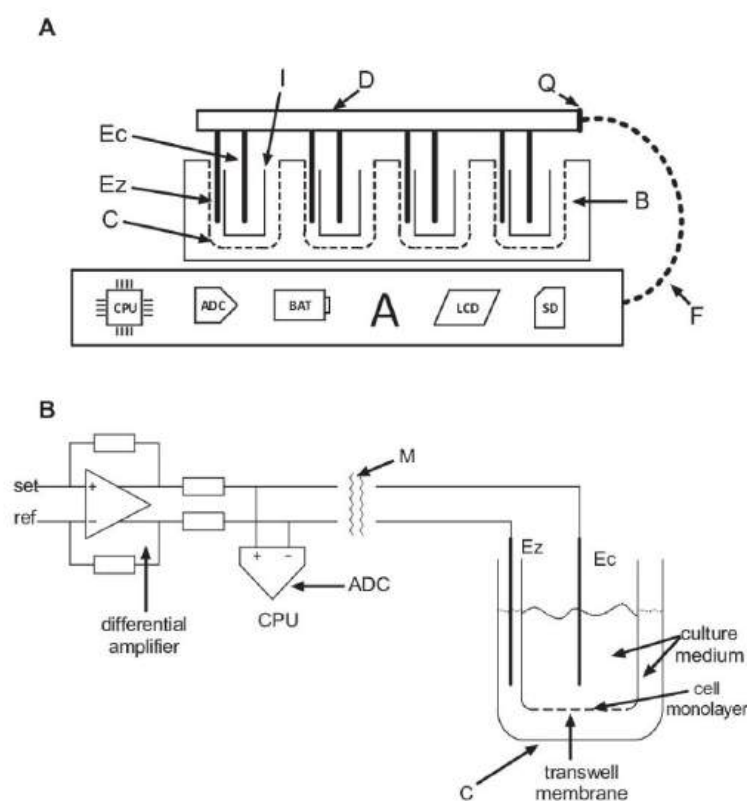 A
I
D
Q
Ec
Ez
C
B
CPU
ADC
BAT
A
LCD
SD
F
B
M
set
+
ref
−
Ez
Ec
+ −
ADC
CPU
differential
amplifier
culture
medium
cell
monolayer
C
transwell
membrane